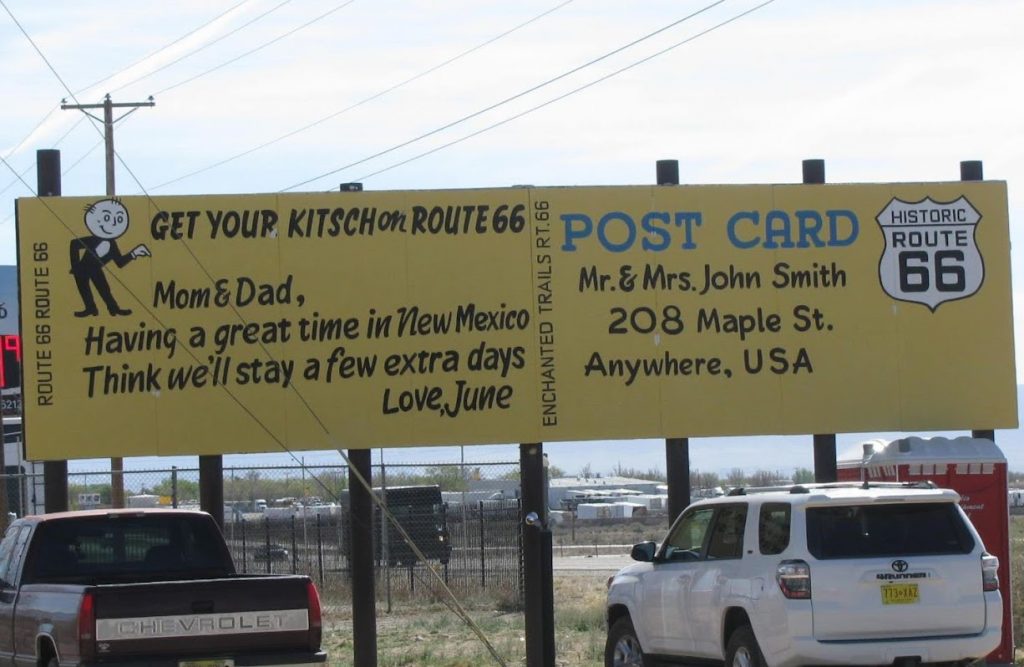 ROUTE 66 ROUTE 66
GET YOUR KITSCH on ROUTE 66
Mom & Dad,
Having a great time in New Mexico
Think we'll stay a few extra days
Love, June
ENCHANTED TRAILS RT. 66
POST CARD
Mr. & Mrs. John Smith
208 Maple St.
Anywhere, USA
HISTORIC
ROUTE
66
CHEVROLET
TOYOTA
4RUNNER